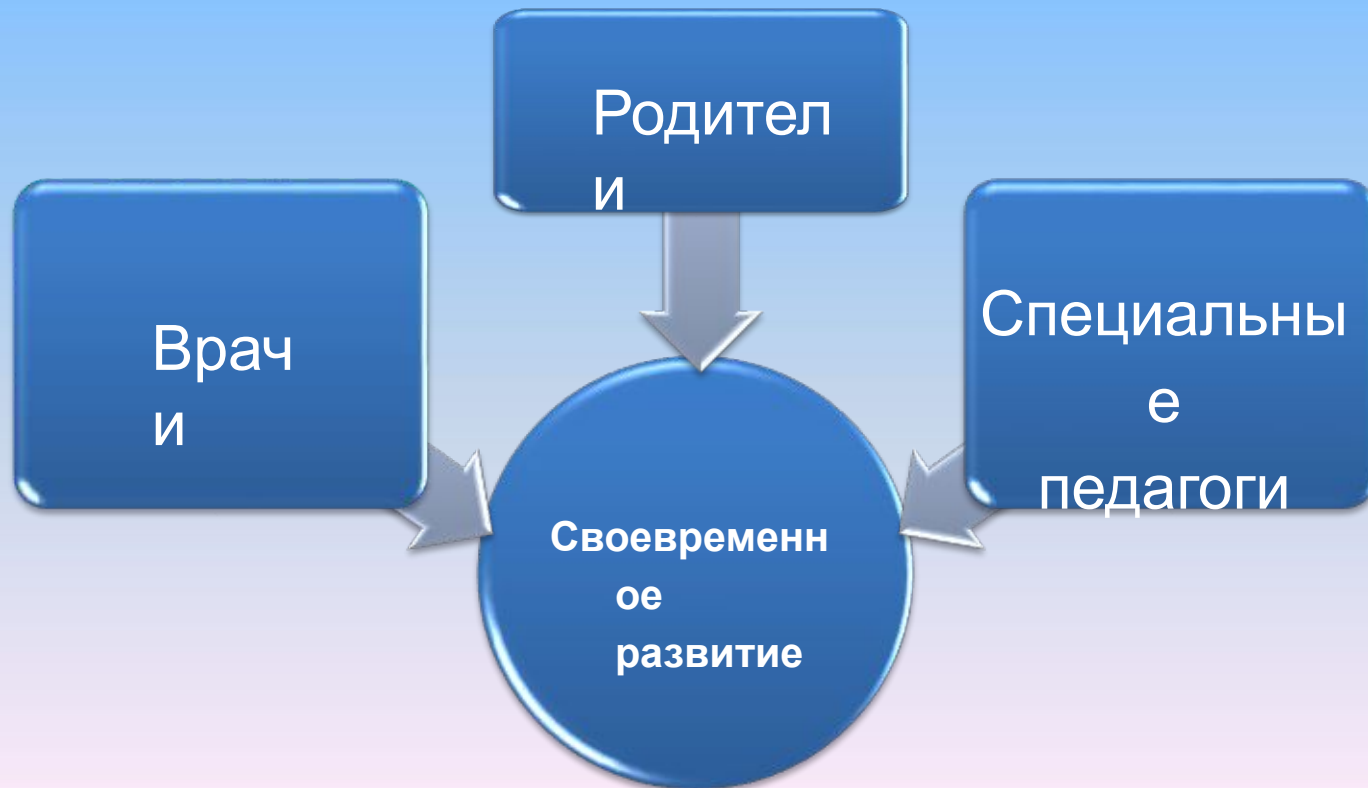 Родител
и
Врач
и
Специальны
е
педагоги
Своевременн
ое
развитие